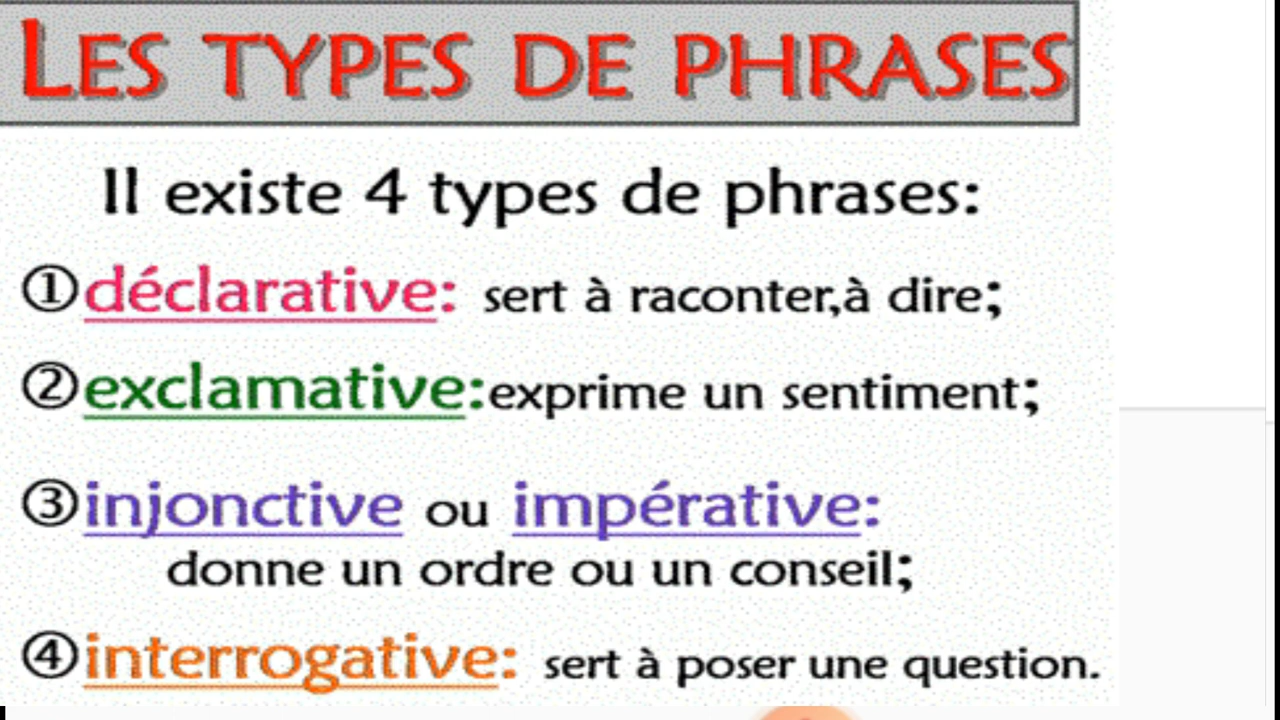 LES TYPES DE PHRASES
Il existe 4 types de phrases:
①déclarative: sert à raconter,à dire;
②exclamative:exprime un sentiment;
③injonctive ou impérative:
donne un ordre ou un conseil;
④interrogative: sert à poser une question.